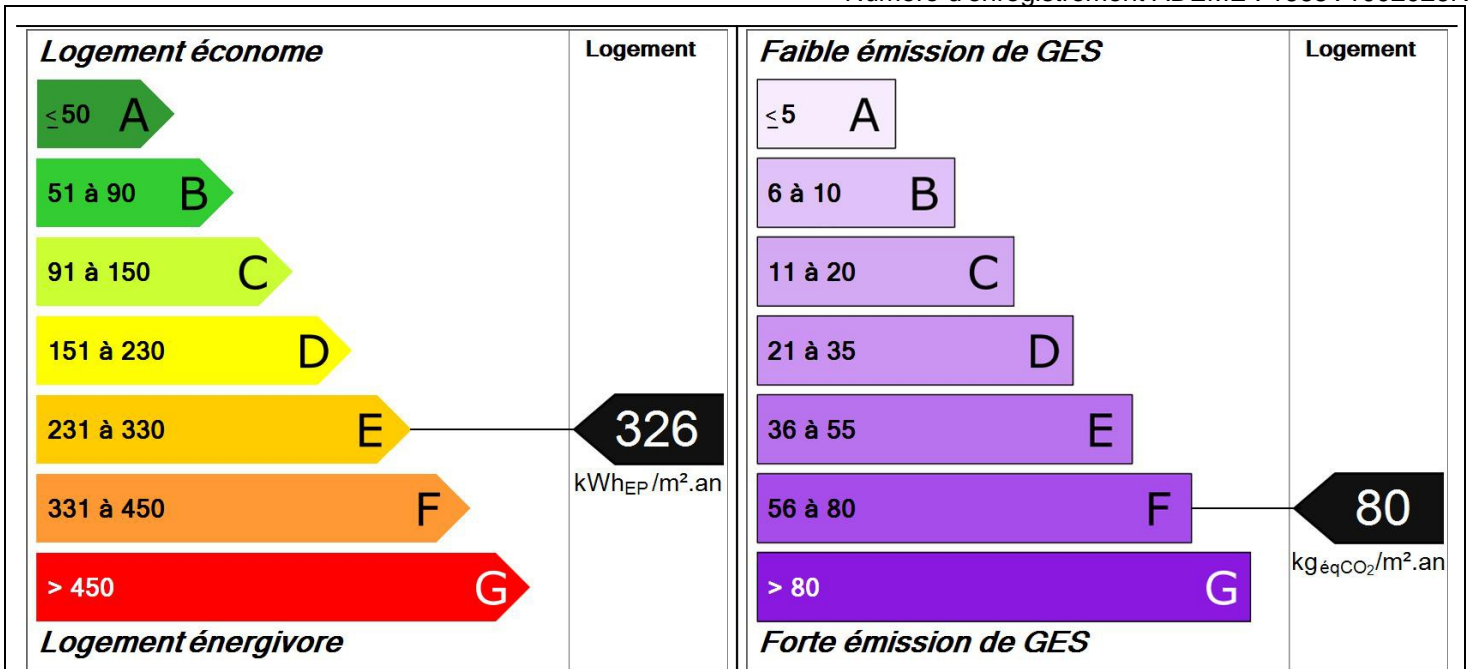 Logement économe
Logement
≤50 A
51 à 90 B
91 à 150 C
151 à 230 D
231 à 330 E
326
kWhEP/m².an
331 à 450 F
> 450 G
Logement énergivore
Faible émission de GES
Logement
≤5 A
6 à 10 B
11 à 20 C
21 à 35 D
36 à 55 E
56 à 80 F
80
kgéqCO₂/m².an
> 80 G
Forte émission de GES